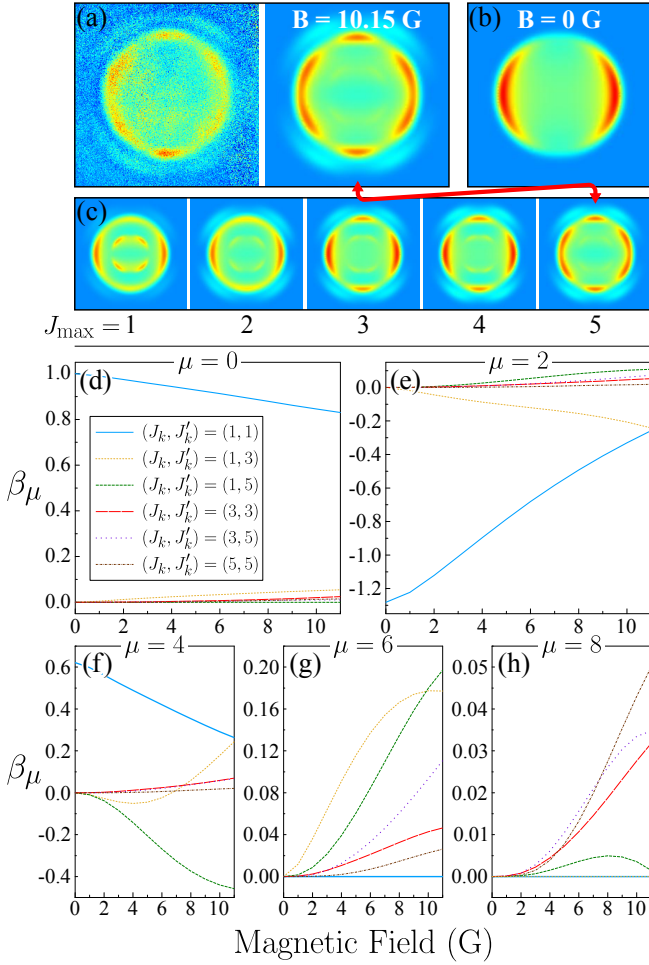 (a) B = 10.15 G (b) B = 0 G
(c)
J_max = 1 2 3 4 5
(d) μ = 0 (e) μ = 2
1.0
0.8
0.6
0.4
0.2
0.0
β_μ
(J_k, J′_k) = (1, 1)
(J_k, J′_k) = (1, 3)
(J_k, J′_k) = (1, 5)
(J_k, J′_k) = (3, 3)
(J_k, J′_k) = (3, 5)
(J_k, J′_k) = (5, 5)
0 2 4 6 8 10
0.0
-0.2
-0.4
-0.6
-0.8
-1.0
-1.2
0 2 4 6 8 10
(f) μ = 4 (g) μ = 6 (h) μ = 8
β_μ
0.6
0.4
0.2
0.0
-0.2
-0.4
0 2 4 6 8 10
0.20
0.16
0.12
0.08
0.04
0.00
0 2 4 6 8 10
0.05
0.04
0.03
0.02
0.01
0.00
0 2 4 6 8 10
Magnetic Field (G)